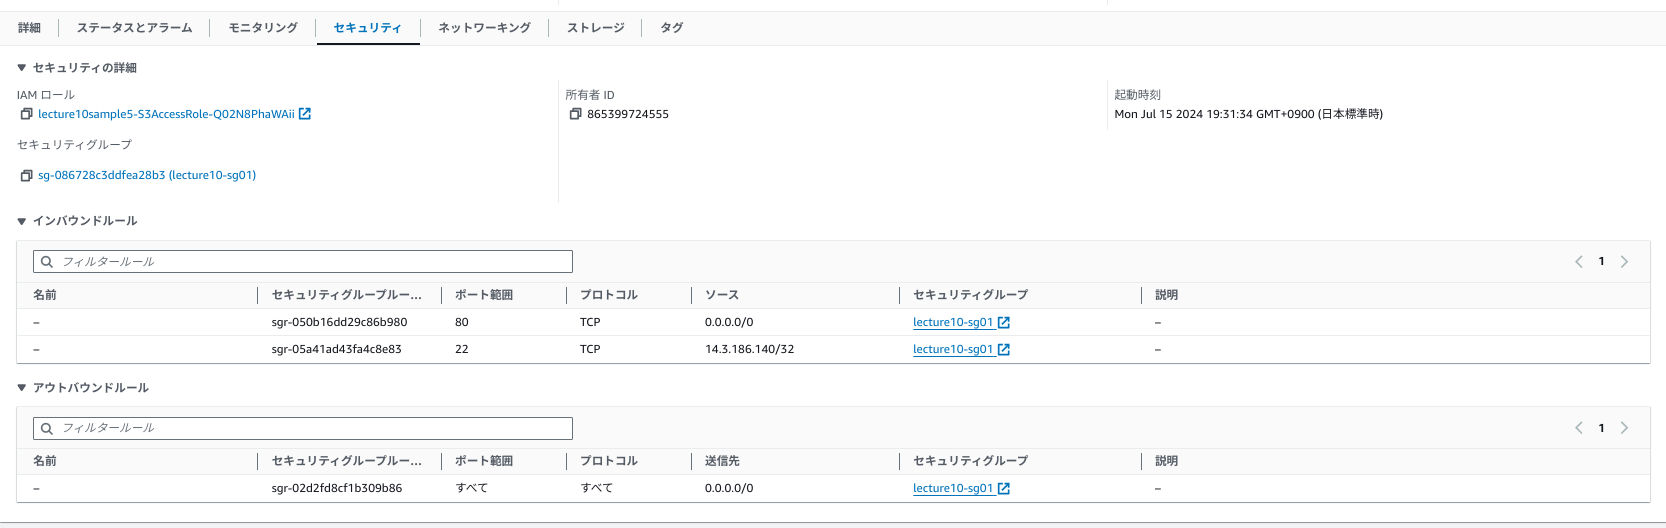 詳細 ステータスとアラーム モニタリング セキュリティ ネットワーキング ストレージ タグ
▼ セキュリティの詳細
IAM ロール 所有者 ID 起動時刻
lecture10sample5-S3AccessRole-Q02N8PhaWAii 865399724555 Mon Jul 15 2024 19:31:34 GMT+0900 (日本標準時)
セキュリティグループ
sg-086728c3ddfea28b3 (lecture10-sg01)
▼ インバウンドルール
フィルタールール 1
名前 セキュリティグループルー... ポート範囲 プロトコル ソース セキュリティグループ 説明
– sgr-050b16dd29c86b980 80 TCP 0.0.0.0/0 lecture10-sg01 –
– sgr-05a41ad43fa4c8e83 22 TCP 14.3.186.140/32 lecture10-sg01 –
▼ アウトバウンドルール
フィルタールール 1
名前 セキュリティグループルー... ポート範囲 プロトコル 送信先 セキュリティグループ 説明
– sgr-02d2fd8cf1b309b86 すべて すべて 0.0.0.0/0 lecture10-sg01 –